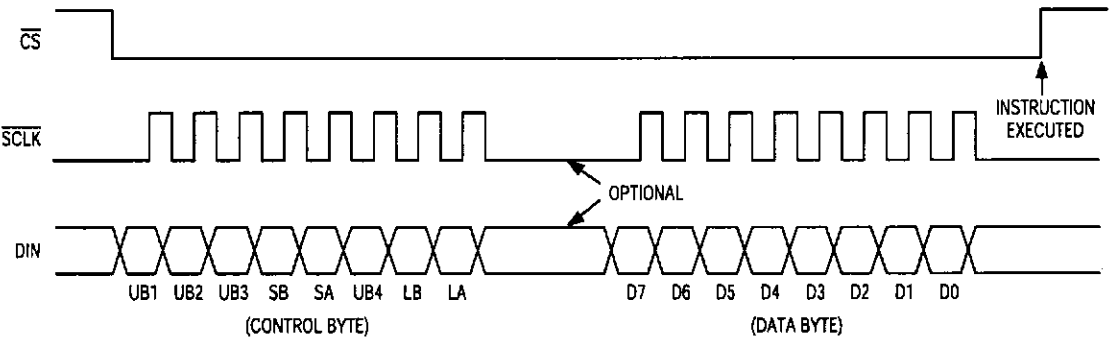 CS
INSTRUCTION
EXECUTED
SCLK
OPTIONAL
DIN
UB1 UB2 UB3 SB SA UB4 LB LA D7 D6 D5 D4 D3 D2 D1 D0
(CONTROL BYTE) (DATA BYTE)